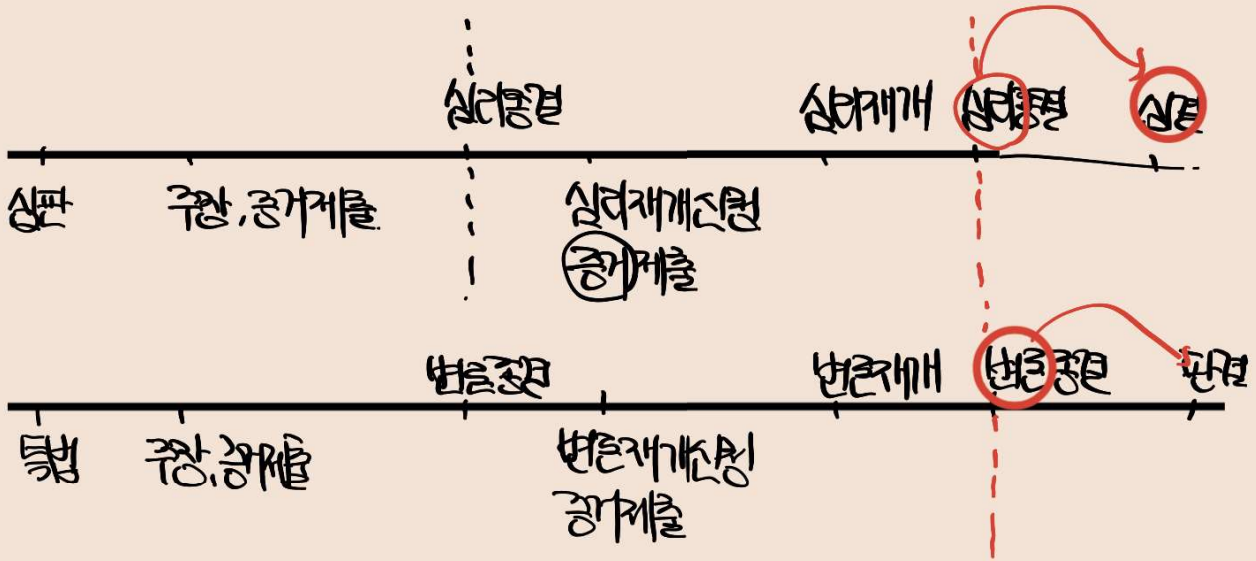 심리종결 심리재개 심리종결 심결
심판 주장, 증거제출 심리재개신청
증거제출
변론종결 변론재개 변론종결 판결
특법 주장, 증거제출 변론재개신청
증거제출